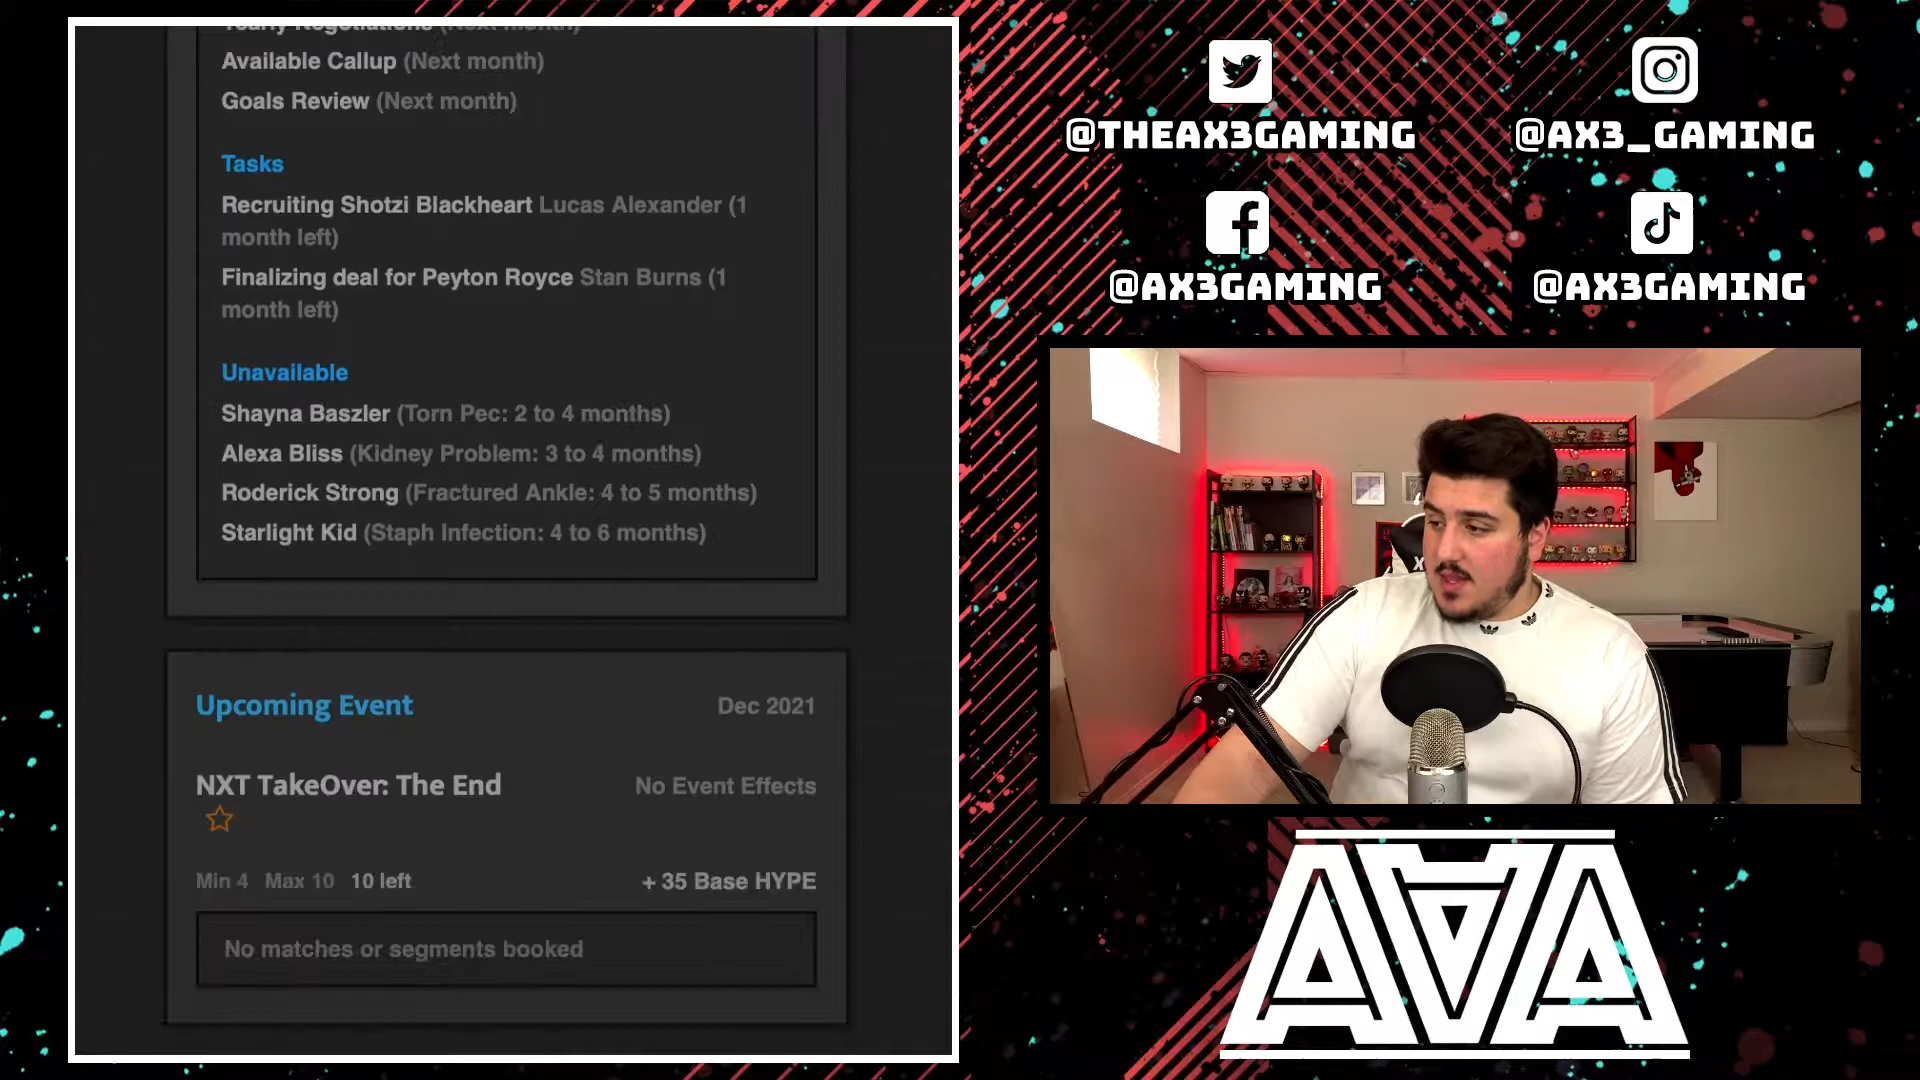 Yearly Negotiations (Next month)
Available Callup (Next month)
Goals Review (Next month)
Tasks
Recruiting Shotzi Blackheart Lucas Alexander (1
month left)
Finalizing deal for Peyton Royce Stan Burns (1
month left)
Unavailable
Shayna Baszler (Torn Pec: 2 to 4 months)
Alexa Bliss (Kidney Problem: 3 to 4 months)
Roderick Strong (Fractured Ankle: 4 to 5 months)
Starlight Kid (Staph Infection: 4 to 6 months)
Upcoming Event Dec 2021
NXT TakeOver: The End No Event Effects
Min 4 Max 10 10 left + 35 Base HYPE
No matches or segments booked
@THEAX3GAMING
@AX3_GAMING
@AX3GAMING
@AX3GAMING